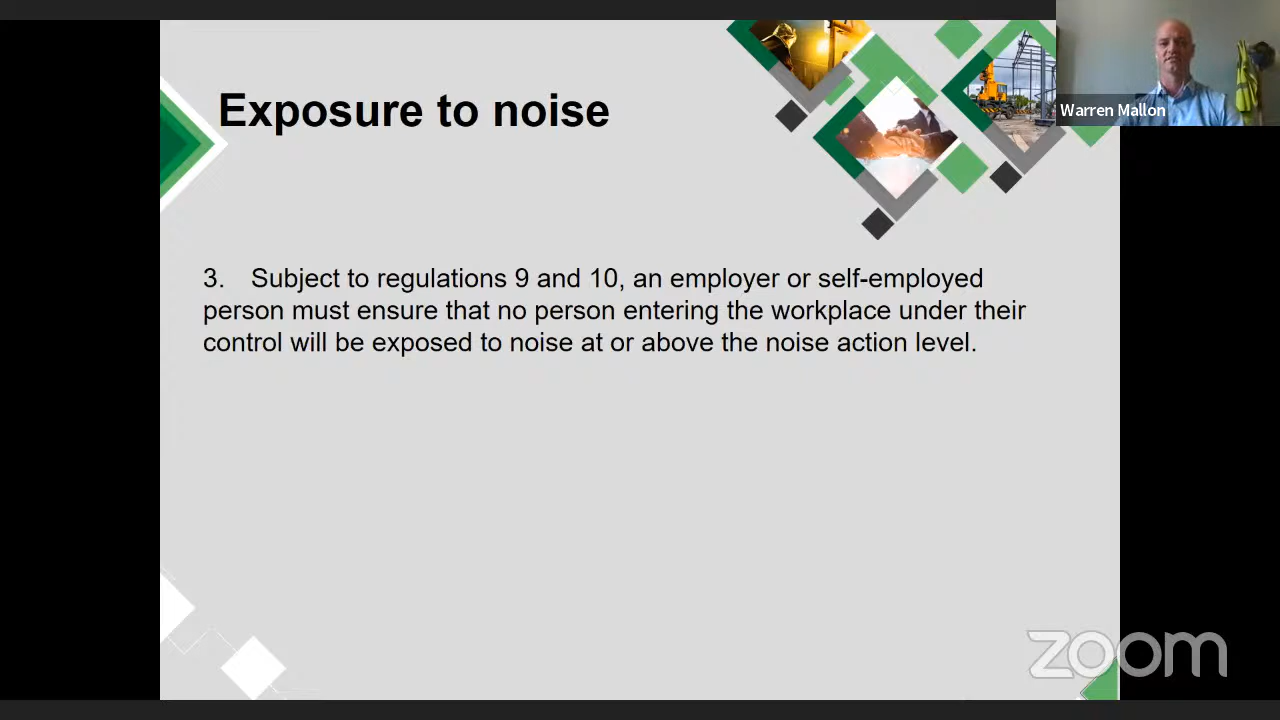 Exposure to noise
Warren Mallon
3. Subject to regulations 9 and 10, an employer or self-employed
person must ensure that no person entering the workplace under their
control will be exposed to noise at or above the noise action level.
zoom